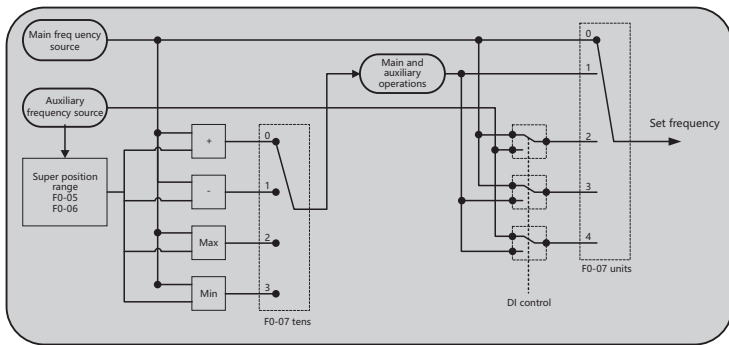 Main freq uency
source
Auxiliary
frequency source
Super position
range
F0-05
F0-06
+
-
Max
Min
0
1
2
3
F0-07 tens
Main and
auxiliary
operations
DI control
0
1
2
3
4
F0-07 units
Set frequency